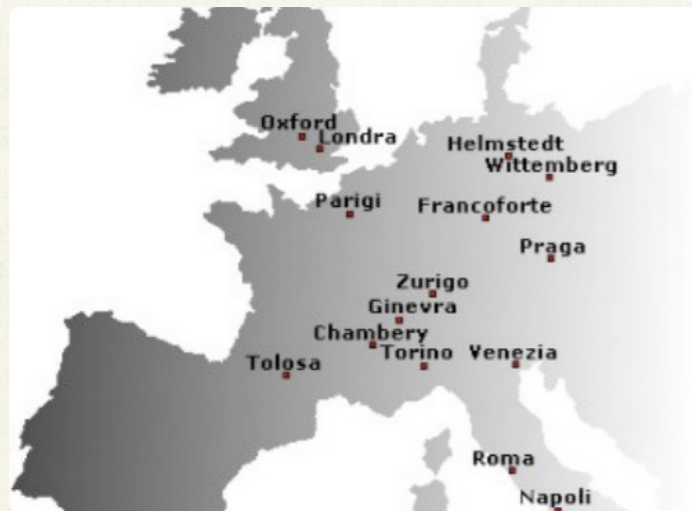 Oxford
Londra
Helmstedt
Wittemberg
Parigi
Francoforte
Praga
Zurigo
Ginevra
Chambery
Torino
Venezia
Tolosa
Roma
Napoli